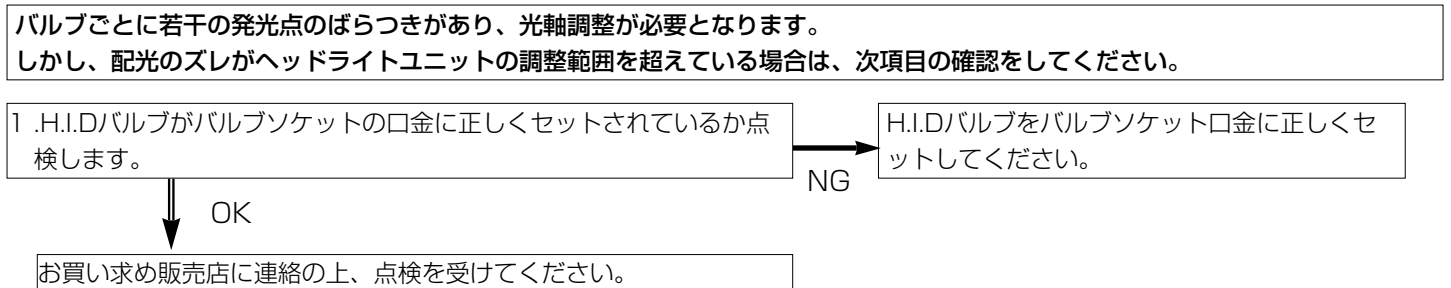 バルブごとに若干の発光点のばらつきがあり、光軸調整が必要となります。
しかし、配光のズレがヘッドライトユニットの調整範囲を超えている場合は、次項目の確認をしてください。
1.H.I.Dバルブがバルブソケットの口金に正しくセットされているか点
検します。
H.I.Dバルブをバルブソケット口金に正しくセ
ットしてください。
NG
OK
お買い求め販売店に連絡の上、点検を受けてください。